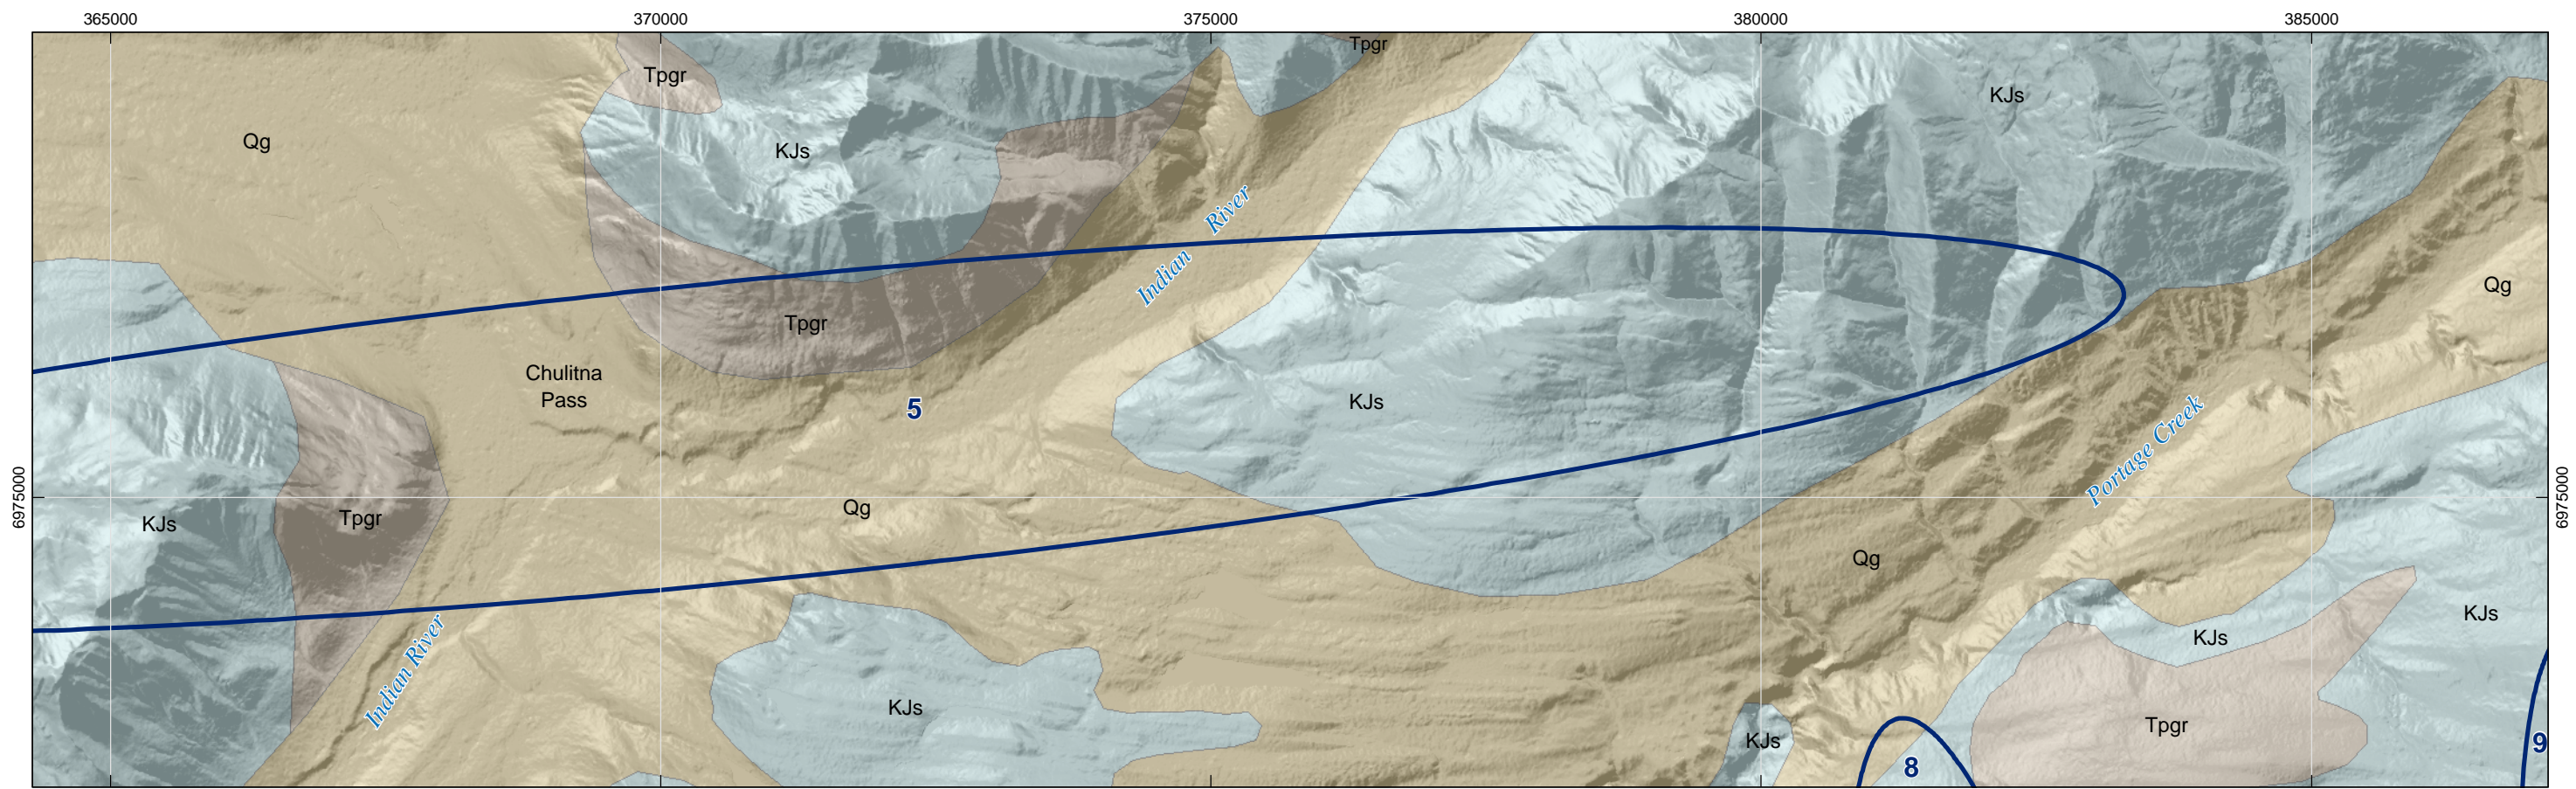 365000
370000
375000
380000
385000
Tpgr
Tpgr
KJs
Qg
KJs
Indian River
Qg
Tpgr
Chulitna
Pass
5
KJs
Portage Creek
6975000
6975000
KJs
Tpgr
Qg
Qg
Indian River
KJs
KJs
KJs
Tpgr
KJs
8
9